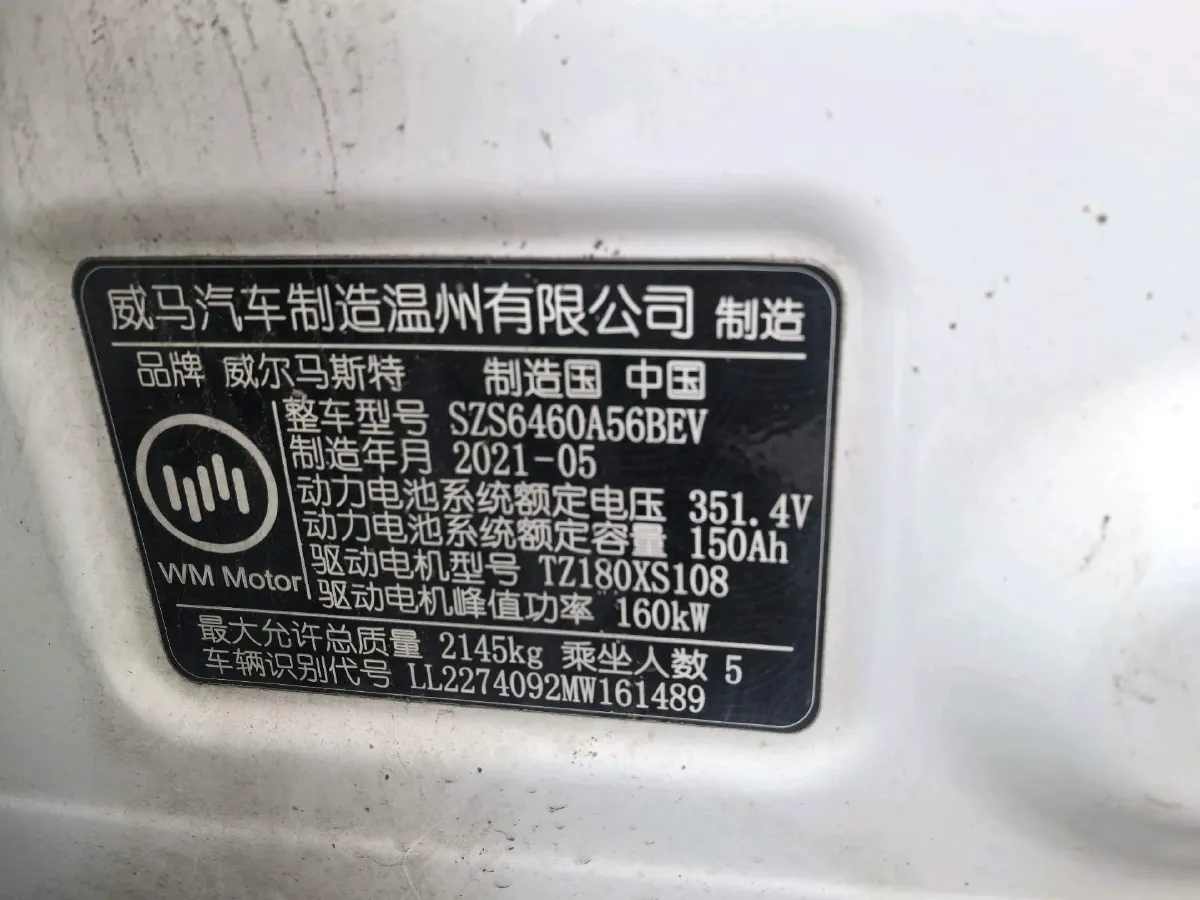 威马汽车制造温州有限公司 制造
品牌 威尔马斯特 制造国 中国
整车型号 SZS6460A56BEV
制造年月 2021-05
动力电池系统额定电压 351.4V
动力电池系统额定容量 150Ah
驱动电机型号 TZ180XS108
驱动电机峰值功率 160kW
WM Motor
最大允许总质量 2145kg 乘坐人数 5
车辆识别代号 LL2274092MW161489